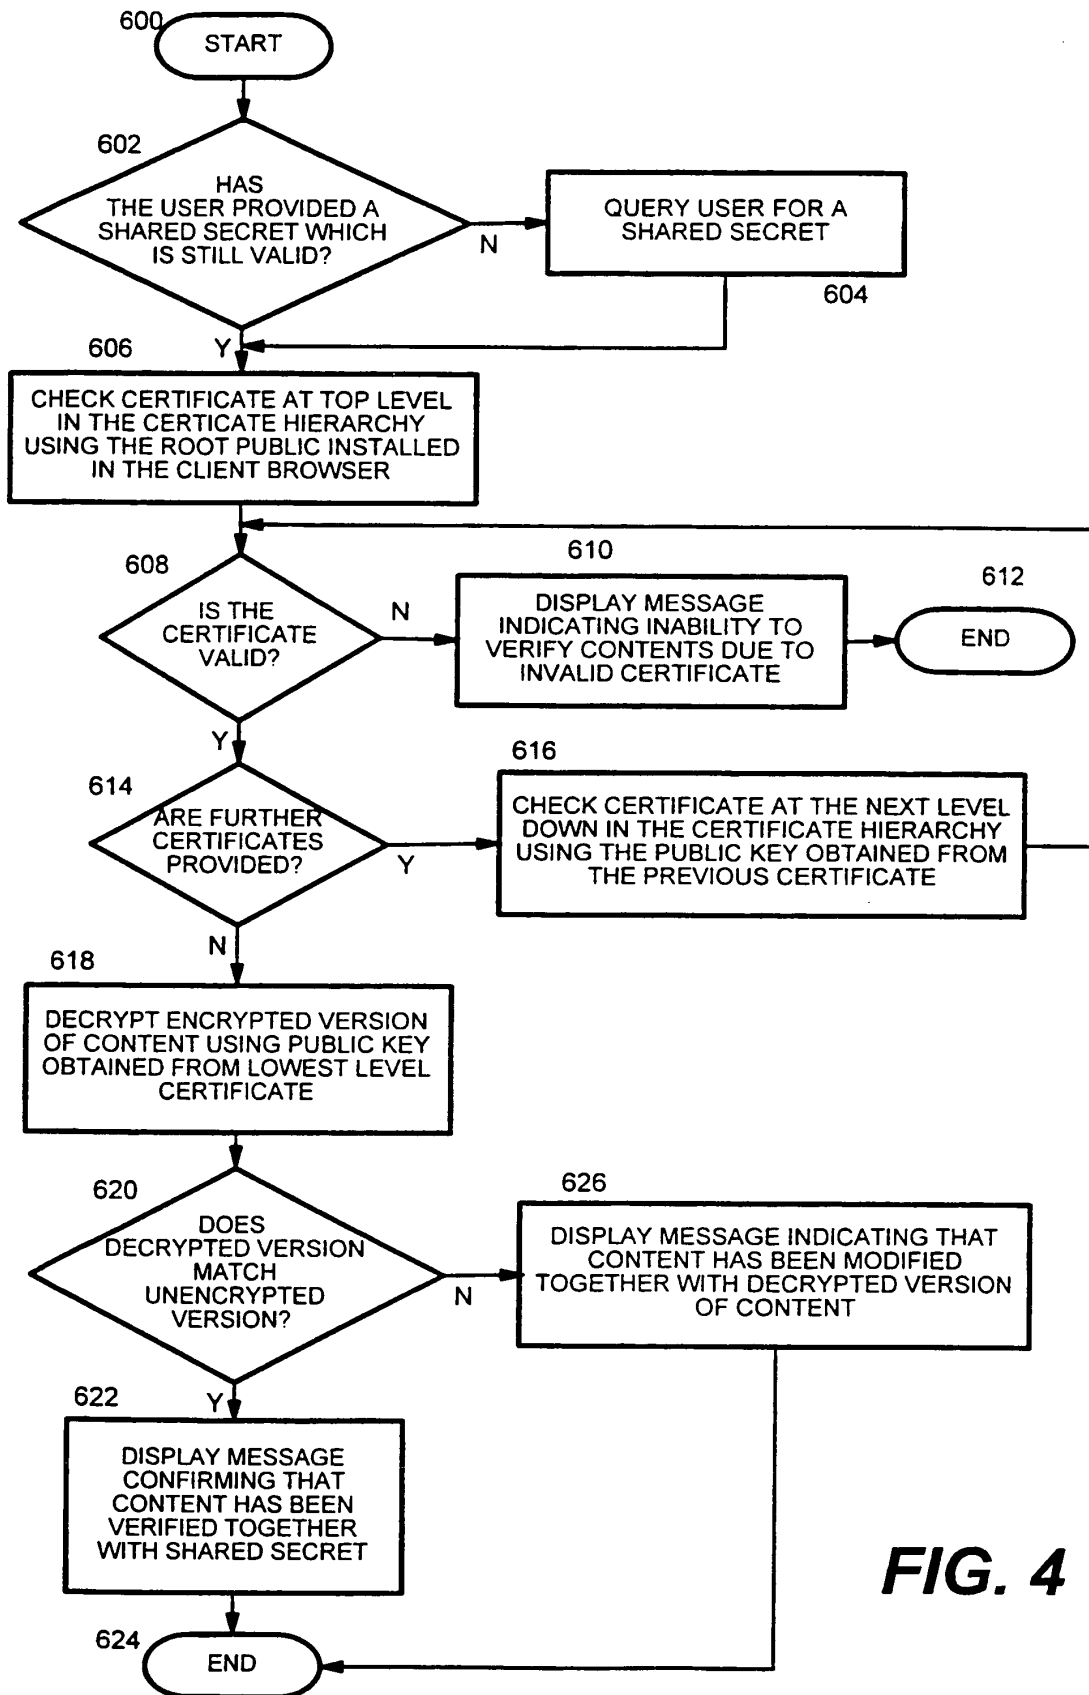 600
START
602
HAS
THE USER PROVIDED A
SHARED SECRET WHICH
IS STILL VALID?
N
QUERY USER FOR A
SHARED SECRET
604
Y
606
CHECK CERTIFICATE AT TOP LEVEL
IN THE CERTICATE HIERARCHY
USING THE ROOT PUBLIC INSTALLED
IN THE CLIENT BROWSER
608
IS THE
CERTIFICATE
VALID?
N
610
DISPLAY MESSAGE
INDICATING INABILITY TO
VERIFY CONTENTS DUE TO
INVALID CERTIFICATE
612
END
Y
614
ARE FURTHER
CERTIFICATES
PROVIDED?
Y
616
CHECK CERTIFICATE AT THE NEXT LEVEL
DOWN IN THE CERTIFICATE HIERARCHY
USING THE PUBLIC KEY OBTAINED FROM
THE PREVIOUS CERTIFICATE
N
618
DECRYPT ENCRYPTED VERSION
OF CONTENT USING PUBLIC KEY
OBTAINED FROM LOWEST LEVEL
CERTIFICATE
620
DOES
DECRYPTED VERSION
MATCH
UNENCRYPTED
VERSION?
N
626
DISPLAY MESSAGE INDICATING THAT
CONTENT HAS BEEN MODIFIED
TOGETHER WITH DECRYPTED VERSION
OF CONTENT
Y
622
DISPLAY MESSAGE
CONFIRMING THAT
CONTENT HAS BEEN
VERIFIED TOGETHER
WITH SHARED SECRET
624
END
FIG. 4